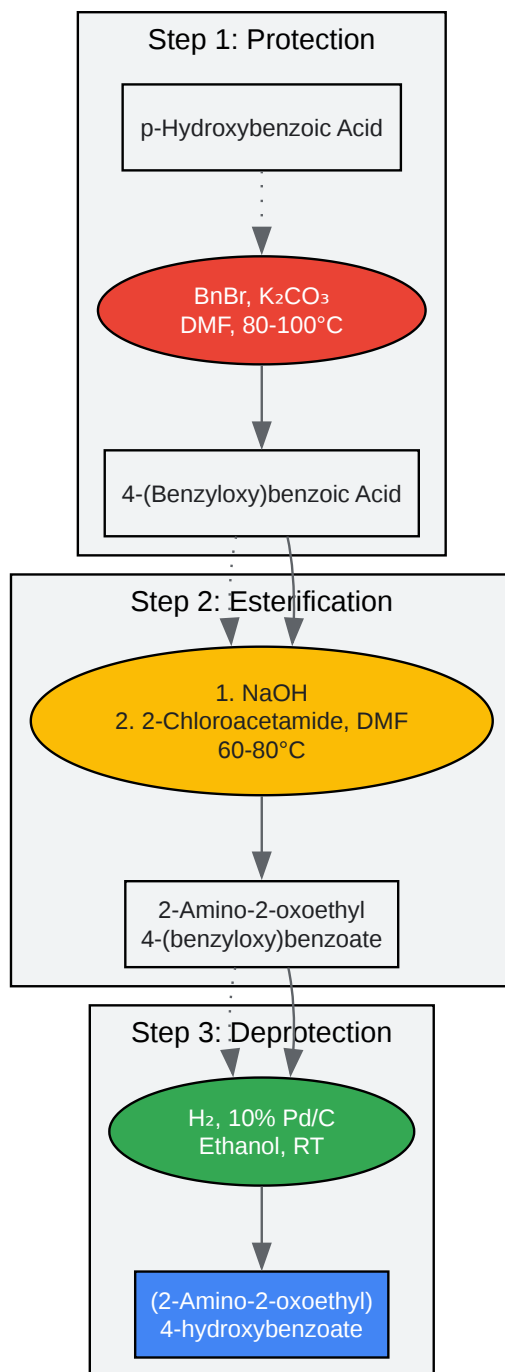 Step 1: Protection
p-Hydroxybenzoic Acid
BnBr, K₂CO₃
DMF, 80-100°C
4-(Benzyloxy)benzoic Acid
Step 2: Esterification
1. NaOH
2. 2-Chloroacetamide, DMF
60-80°C
2-Amino-2-oxoethyl
4-(benzyloxy)benzoate
Step 3: Deprotection
H₂, 10% Pd/C
Ethanol, RT
(2-Amino-2-oxoethyl)
4-hydroxybenzoate